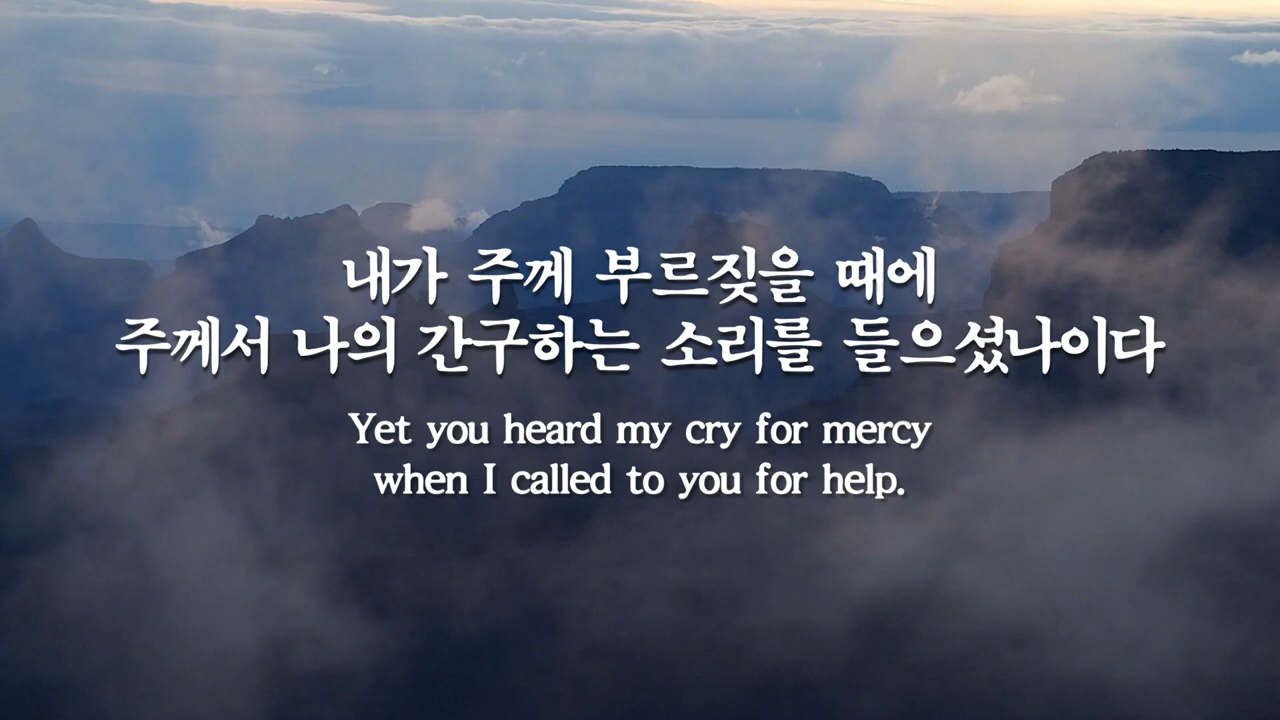 내가 주께 부르짖을 때에
주께서 나의 간구하는 소리를 들으셨나이다
Yet you heard my cry for mercy
when I called to you for help.